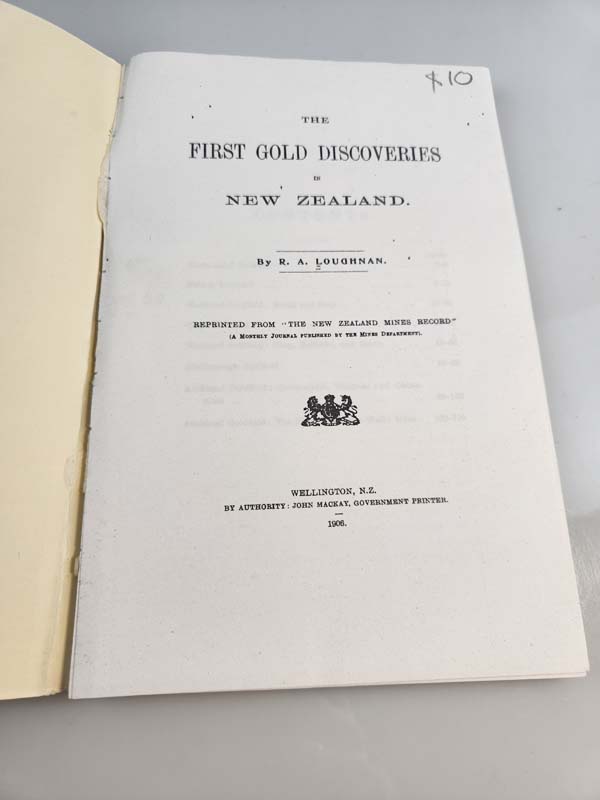 $10
THE
FIRST GOLD DISCOVERIES
IN
NEW ZEALAND.
By R. A. LOUGHNAN.
REPRINTED FROM "THE NEW ZEALAND MINES RECORD"
(A MONTHLY JOURNAL PUBLISHED BY THE MINES DEPARTMENT).
WELLINGTON, N.Z.
BY AUTHORITY: JOHN MACKAY, GOVERNMENT PRINTER.
1906.